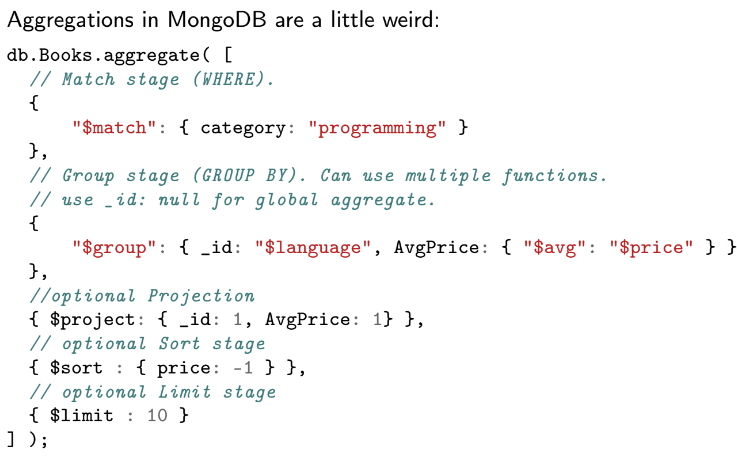 Aggregations in MongoDB are a little weird:
db.Books.aggregate( [
// Match stage (WHERE).
{
"$match": { category: "programming" }
},
// Group stage (GROUP BY). Can use multiple functions.
// use _id: null for global aggregate.
{
"$group": { _id: "$language", AvgPrice: { "$avg": "$price" } }
},
//optional Projection
{ $project: { _id: 1, AvgPrice: 1} },
// optional Sort stage
{ $sort : { price: -1 } },
// optional Limit stage
{ $limit : 10 }
] );